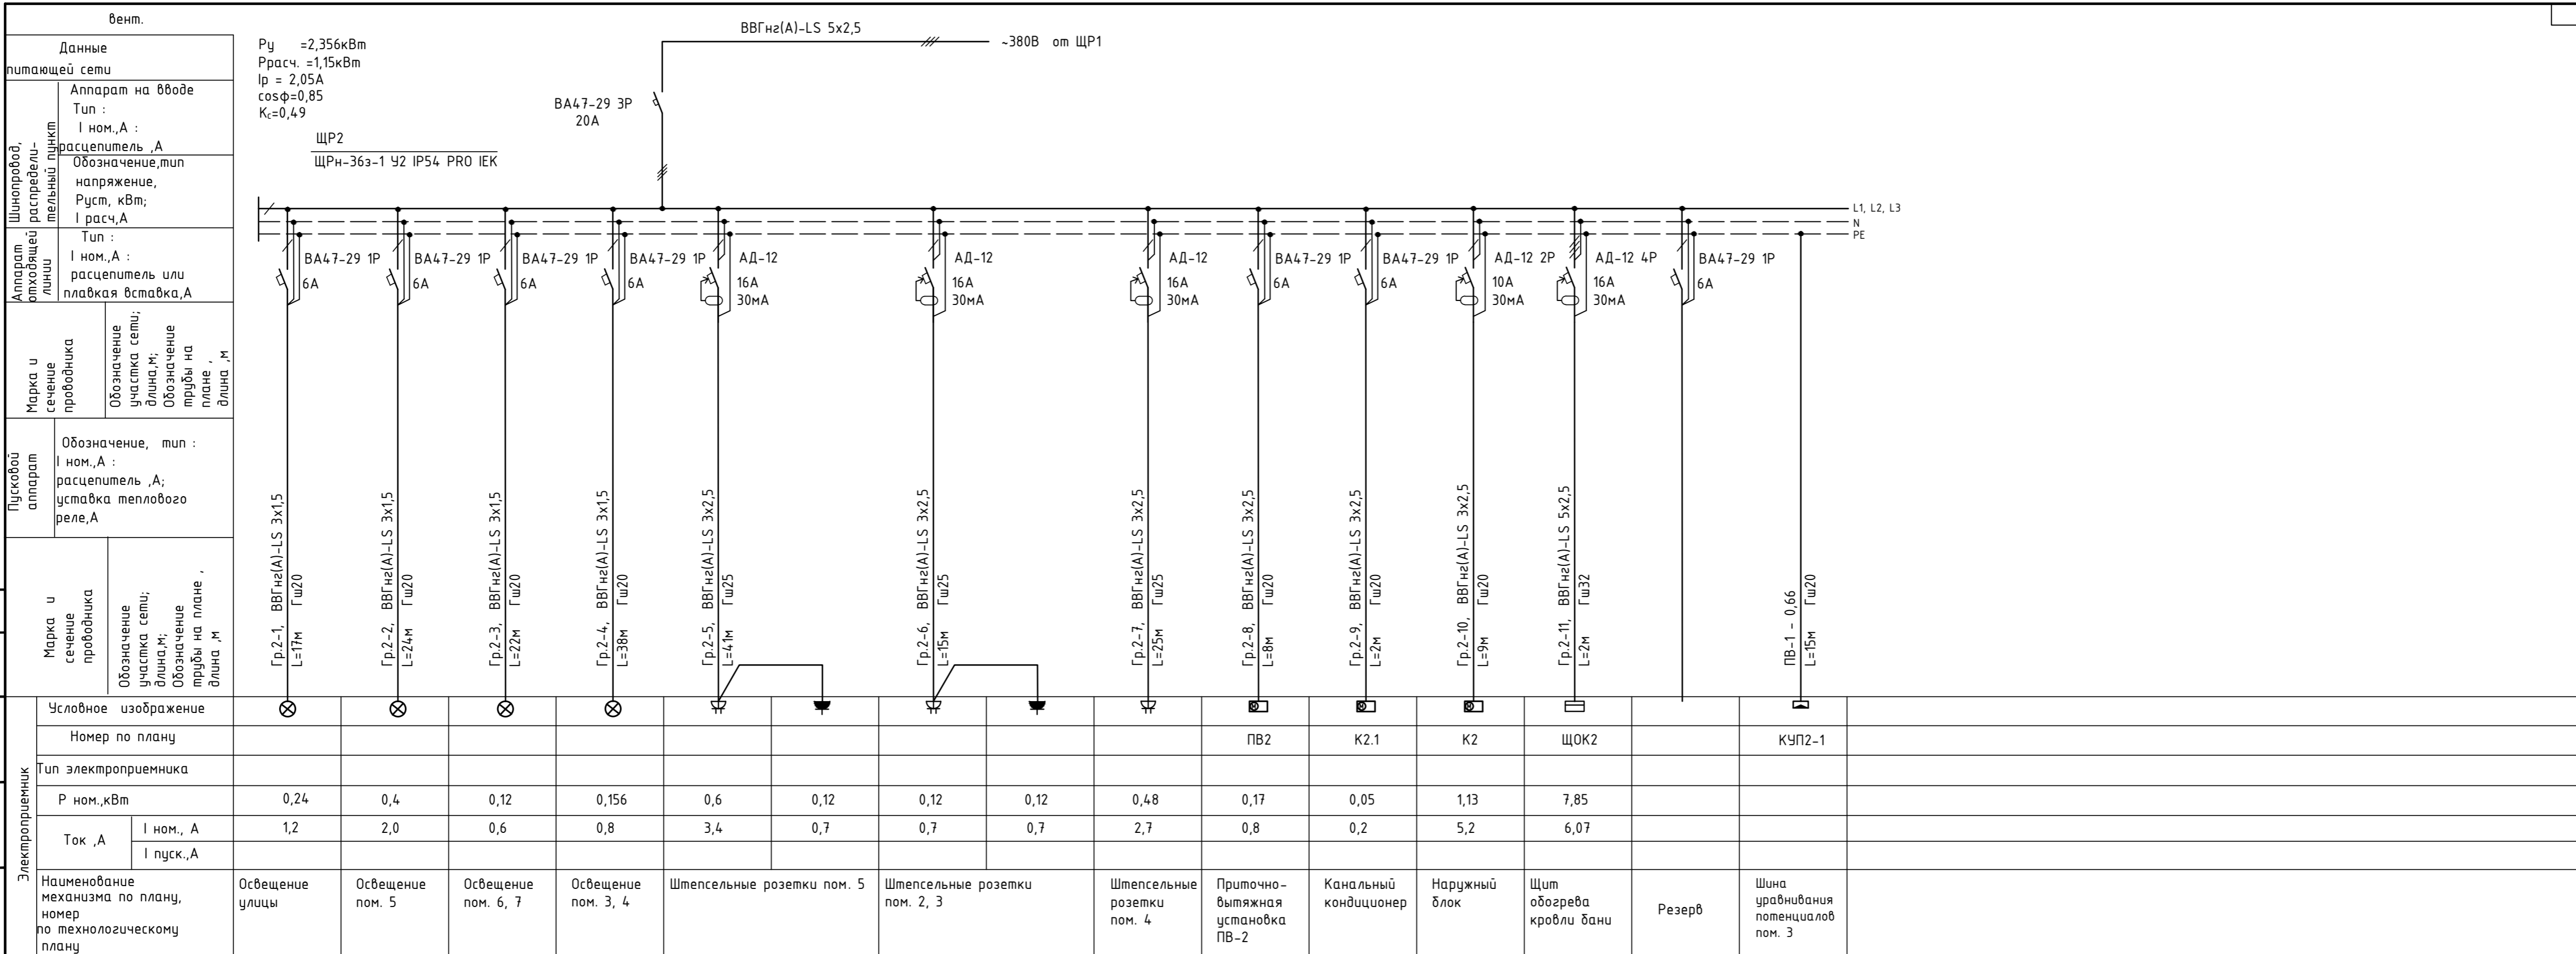 вент.
Данные
питающей сети
Шинопровод,
распредели-
тельный пункт
Аппарат на вводе
Тип :
I ном.,А :
расцепитель ,А
Обозначение,тип
напряжение,
Руст, кВт;
I расч,А
Аппарат
отходящей
линии
Тип :
I ном.,А :
расцепитель или
плавкая вставка,А
Марка и
сечение
проводника
Обозначение
участка сети;
длина,м;
Обозначение
трубы на
плане ,
длина ,м
Пусковой
аппарат
Обозначение, тип :
I ном.,А :
расцепитель ,А;
уставка теплового
реле,А
Марка и
сечение
проводника
Обозначение
участка сети;
длина,м;
Обозначение
трубы на плане ,
длина ,м
Ру =2,356кВт
Ррасч. =1,15кВт
Iр = 2,05А
cosφ=0,85
Kс=0,49
ЩР2
ЩРн-36з-1 У2 IP54 PRO IEK
ВВГнг(А)-LS 5х2,5
~380В от ЩР1
ВА47-29 3Р
20А
L1, L2, L3
N
PE
ВА47-29 1Р
6А
ВА47-29 1Р
6А
ВА47-29 1Р
6А
ВА47-29 1Р
6А
АД-12
16А
30мА
АД-12
16А
30мА
АД-12
16А
30мА
ВА47-29 1Р
6А
ВА47-29 1Р
6А
АД-12 2Р
10А
30мА
АД-12 4Р
16А
30мА
ВА47-29 1Р
6А
Гр.2-1, ВВГнг(А)-LS 3х1,5
L=17м Гш20
Гр.2-2, ВВГнг(А)-LS 3х1,5
L=24м Гш20
Гр.2-3, ВВГнг(А)-LS 3х1,5
L=22м Гш20
Гр.2-4, ВВГнг(А)-LS 3х1,5
L=38м Гш20
Гр.2-5, ВВГнг(А)-LS 3х2,5
L=41м Гш25
Гр.2-6, ВВГнг(А)-LS 3х2,5
L=15м Гш25
Гр.2-7, ВВГнг(А)-LS 3х2,5
L=25м Гш25
Гр.2-8, ВВГнг(А)-LS 3х2,5
L=8м Гш20
Гр.2-9, ВВГнг(А)-LS 3х2,5
L=2м Гш20
Гр.2-10, ВВГнг(А)-LS 3х2,5
L=9м Гш20
Гр.2-11, ВВГнг(А)-LS 5х2,5
L=2м Гш32
ПВ-1 - 0,66
L=15м Гш20
Электроприемник
Условное изображение
Номер по плану ПВ2 К2.1 К2 ЩОК2 КУП2-1
Тип электроприемника
Р ном.,кВт 0,24 0,4 0,12 0,156 0,6 0,12 0,12 0,12 0,48 0,17 0,05 1,13 7,85
Ток ,А
I ном., А 1,2 2,0 0,6 0,8 3,4 0,7 0,7 0,7 2,7 0,8 0,2 5,2 6,07
I пуск.,А
Наименование
механизма по плану,
номер
по технологическому
плану
Освещение
улицы
Освещение
пом. 5
Освещение
пом. 6, 7
Освещение
пом. 3, 4
Штепсельные розетки пом. 5
Штепсельные розетки
пом. 2, 3
Штепсельные
розетки
пом. 4
Приточно-
вытяжная
установка
ПВ-2
Канальный
кондиционер
Наружный
блок
Щит
обогрева
кровли бани
Резерв
Шина
уравнивания
потенциалов
пом. 3